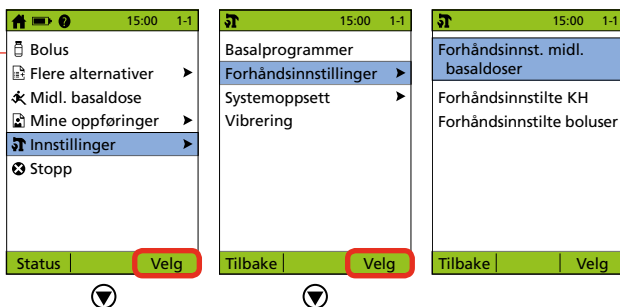 15:00 1-1
Bolus
Flere alternativer
Midl. basaldose
Mine oppføringer
Innstillinger
Stopp
Status Velg
15:00 1-1
Basalprogrammer
Forhåndsinnstillinger
Systemoppsett
Vibrering
Tilbake Velg
15:00 1-1
Forhåndsinnst. midl.
basaldoser
Forhåndsinnstilte KH
Forhåndsinnstilte boluser
Tilbake Velg